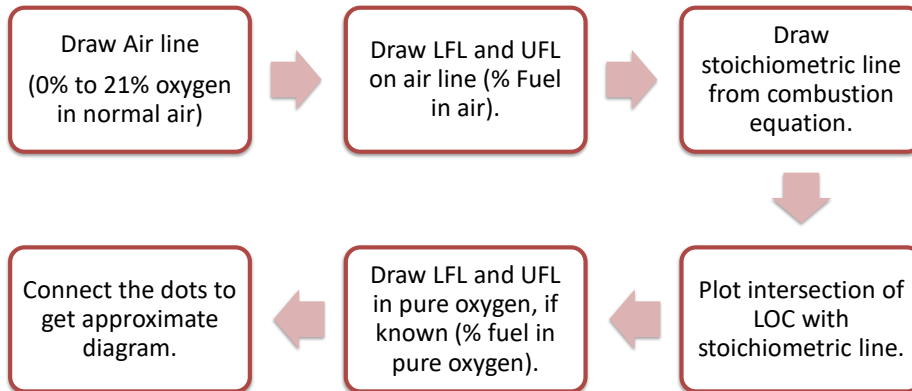 Draw Air line
(0% to 21% oxygen
in normal air)
Draw LFL and UFL
on air line (% Fuel
in air).
Draw
stoichiometric line
from combustion
equation.
Plot intersection of
LOC with
stoichiometric line.
Draw LFL and UFL
in pure oxygen, if
known (% fuel in
pure oxygen).
Connect the dots to
get approximate
diagram.